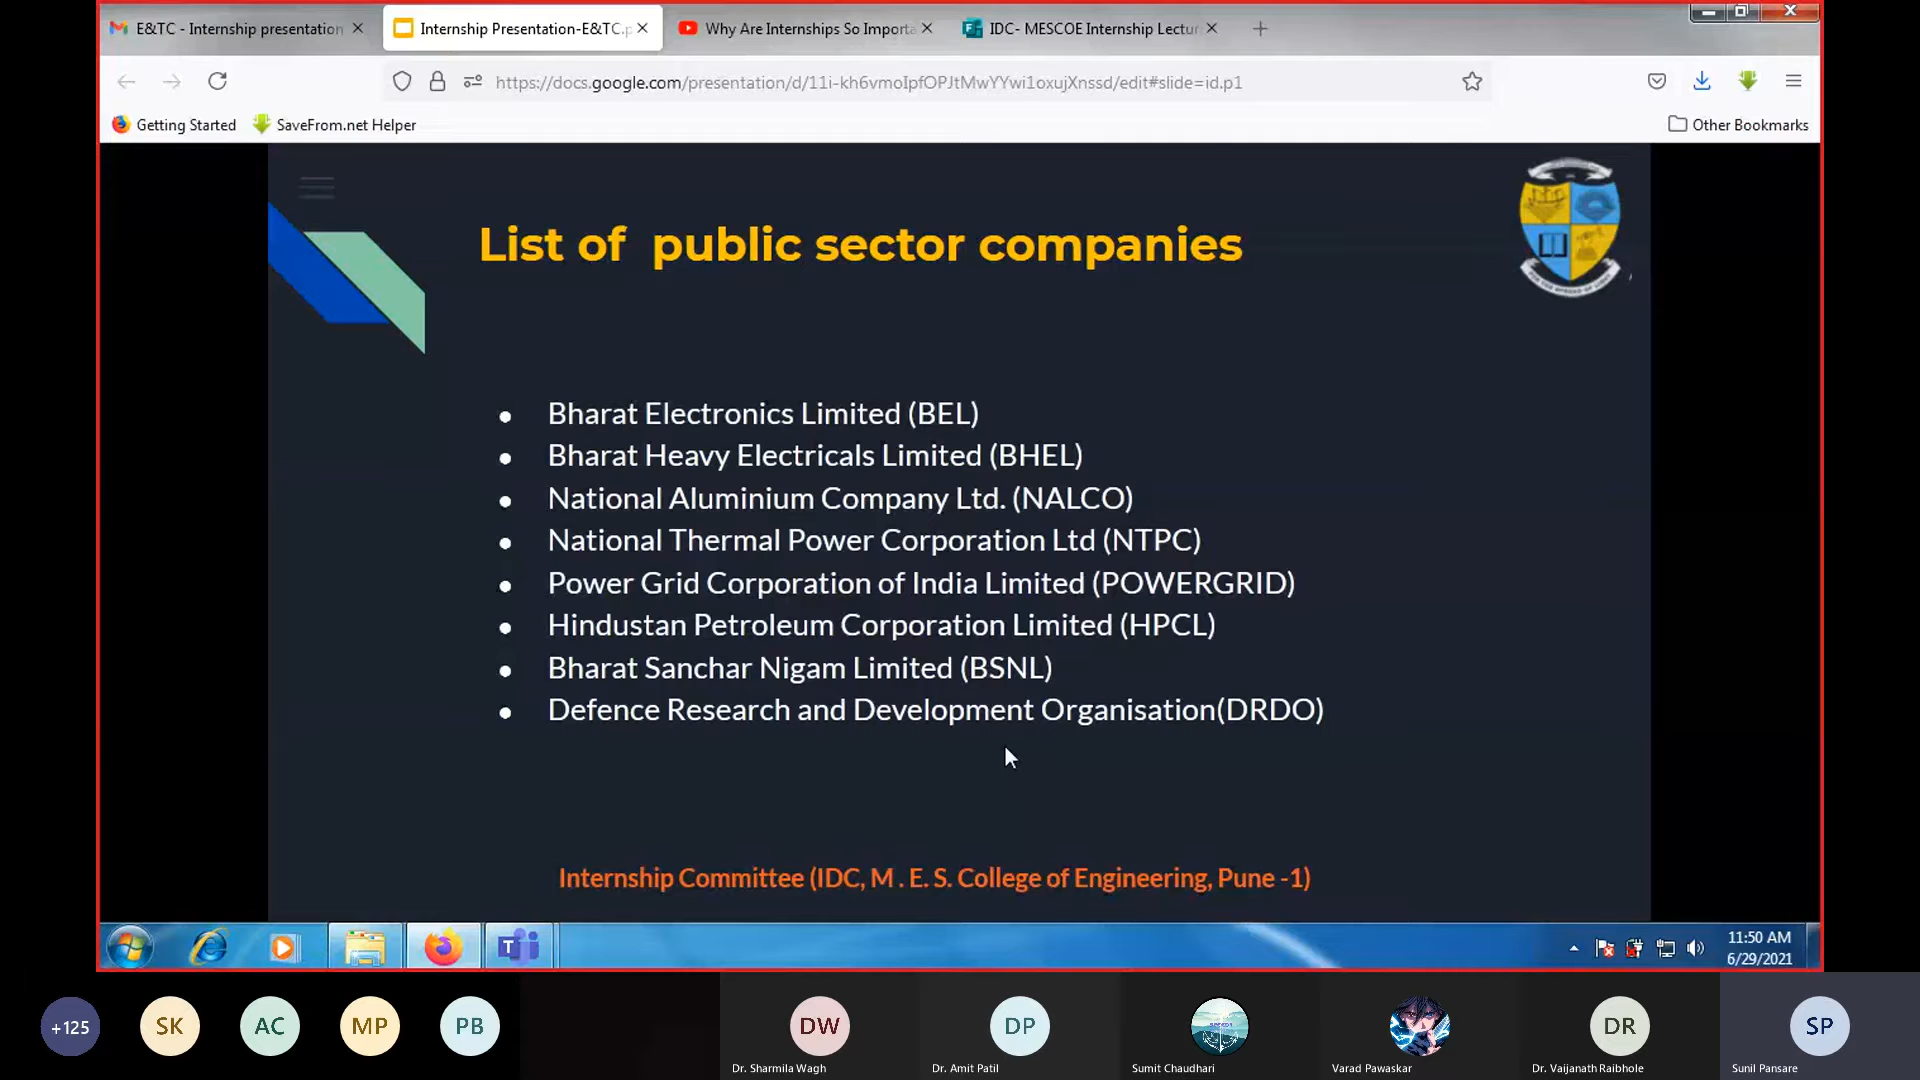 E&TC - Internship presentation
Internship Presentation-E&TC.p
Why Are Internships So Importa
IDC- MESCOE Internship Lectur
https://docs.google.com/presentation/d/11i-kh6vmoIpfOPJtMwYYwi1oxujXnssd/edit#slide=id.p1
Getting Started
SaveFrom.net Helper
Other Bookmarks
List of  public sector companies
● Bharat Electronics Limited (BEL)
● Bharat Heavy Electricals Limited (BHEL)
● National Aluminium Company Ltd. (NALCO)
● National Thermal Power Corporation Ltd (NTPC)
● Power Grid Corporation of India Limited (POWERGRID)
● Hindustan Petroleum Corporation Limited (HPCL)
● Bharat Sanchar Nigam Limited (BSNL)
● Defence Research and Development Organisation(DRDO)
Internship Committee (IDC, M . E. S. College of Engineering, Pune -1)
11:50 AM
6/29/2021
+125
SK
AC
MP
PB
DW
DP
DR
SP
Dr. Sharmila Wagh
Dr. Amit Patil
Sumit Chaudhari
Varad Pawaskar
Dr. Vaijanath Raibhole
Sunil Pansare